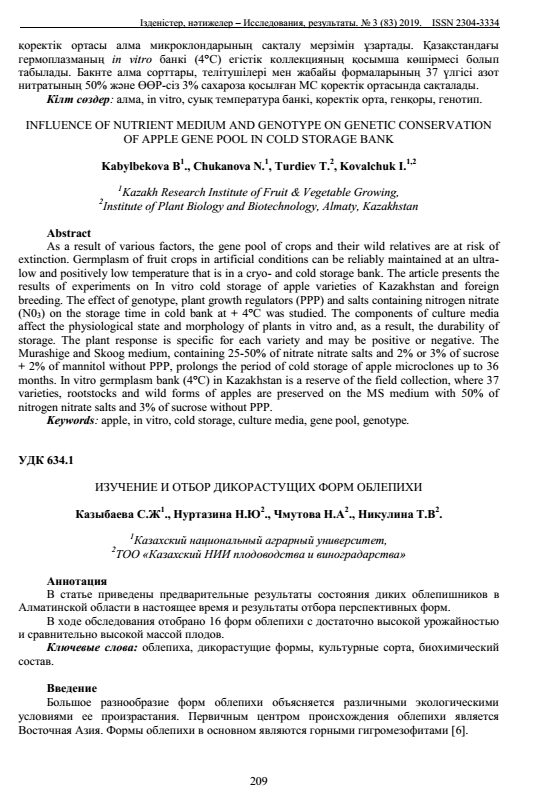 Ізденістер, нәтижелер – Исследования, результаты. № 3 (83) 2019. ISSN 2304-3334
қоректік ортасы алма микроклондарының сақталу мерзімін ұзартады. Қазақстандағы
гермоплазманың in vitro банкі (4°С) егістік коллекцияның қосымша көшірмесі болып
табылады. Бақыте алма сорттары, телітушілері мен жабайы формаларының 37 үлгісі азот
нитратының 50% және ӨӨР-сіз 3% сахароза қосылған МС қоректік ортасында сақталады.
Кілт сөздер: алма, in vitro, суық температура банкі, қоректік орта, генқоры, генотип.
INFLUENCE OF NUTRIENT MEDIUM AND GENOTYPE ON GENETIC CONSERVATION
OF APPLE GENE POOL IN COLD STORAGE BANK
Kabylbekova B¹., Chukanova N.¹, Turdiev T.², Kovalchuk I.¹,²
¹Kazakh Research Institute of Fruit & Vegetable Growing,
²Institute of Plant Biology and Biotechnology, Almaty, Kazakhstan
Abstract
As a result of various factors, the gene pool of crops and their wild relatives are at risk of
extinction. Germplasm of fruit crops in artificial conditions can be reliably maintained at an ultra-
low and positively low temperature that is in a cryo- and cold storage bank. The article presents the
results of experiments on In vitro cold storage of apple varieties of Kazakhstan and foreign
breeding. The effect of genotype, plant growth regulators (PPP) and salts containing nitrogen nitrate
(N0₃) on the storage time in cold bank at + 4°C was studied. The components of culture media
affect the physiological state and morphology of plants in vitro and, as a result, the durability of
storage. The plant response is specific for each variety and may be positive or negative. The
Murashige and Skoog medium, containing 25-50% of nitrate nitrate salts and 2% or 3% of sucrose
+ 2% of mannitol without PPP, prolongs the period of cold storage of apple microclones up to 36
months. In vitro germplasm bank (4°C) in Kazakhstan is a reserve of the field collection, where 37
varieties, rootstocks and wild forms of apples are preserved on the MS medium with 50% of
nitrogen nitrate salts and 3% of sucrose without PPP.
Keywords: apple, in vitro, cold storage, culture media, gene pool, genotype.
УДК 634.1
ИЗУЧЕНИЕ И ОТБОР ДИКОРАСТУЩИХ ФОРМ ОБЛЕПИХИ
Казыбаева С.Ж¹., Нуртазина Н.Ю²., Чмутова Н.А²., Никулина Т.В².
¹Казахский национальный аграрный университет,
²ТОО «Казахский НИИ плодоводства и виноградарства»
Аннотация
В статье приведены предварительные результаты состояния диких облепишников в
Алматинской области в настоящее время и результаты отбора перспективных форм.
В ходе обследования отобрано 16 форм облепихи с достаточно высокой урожайностью
и сравнительно высокой массой плодов.
Ключевые слова: облепиха, дикорастущие формы, культурные сорта, биохимический
состав.
Введение
Большое разнообразие форм облепихи объясняется различными экологическими
условиями ее произрастания. Первичным центром происхождения облепихи является
Восточная Азия. Формы облепихи в основном являются горными гигромезофитами [6].
209